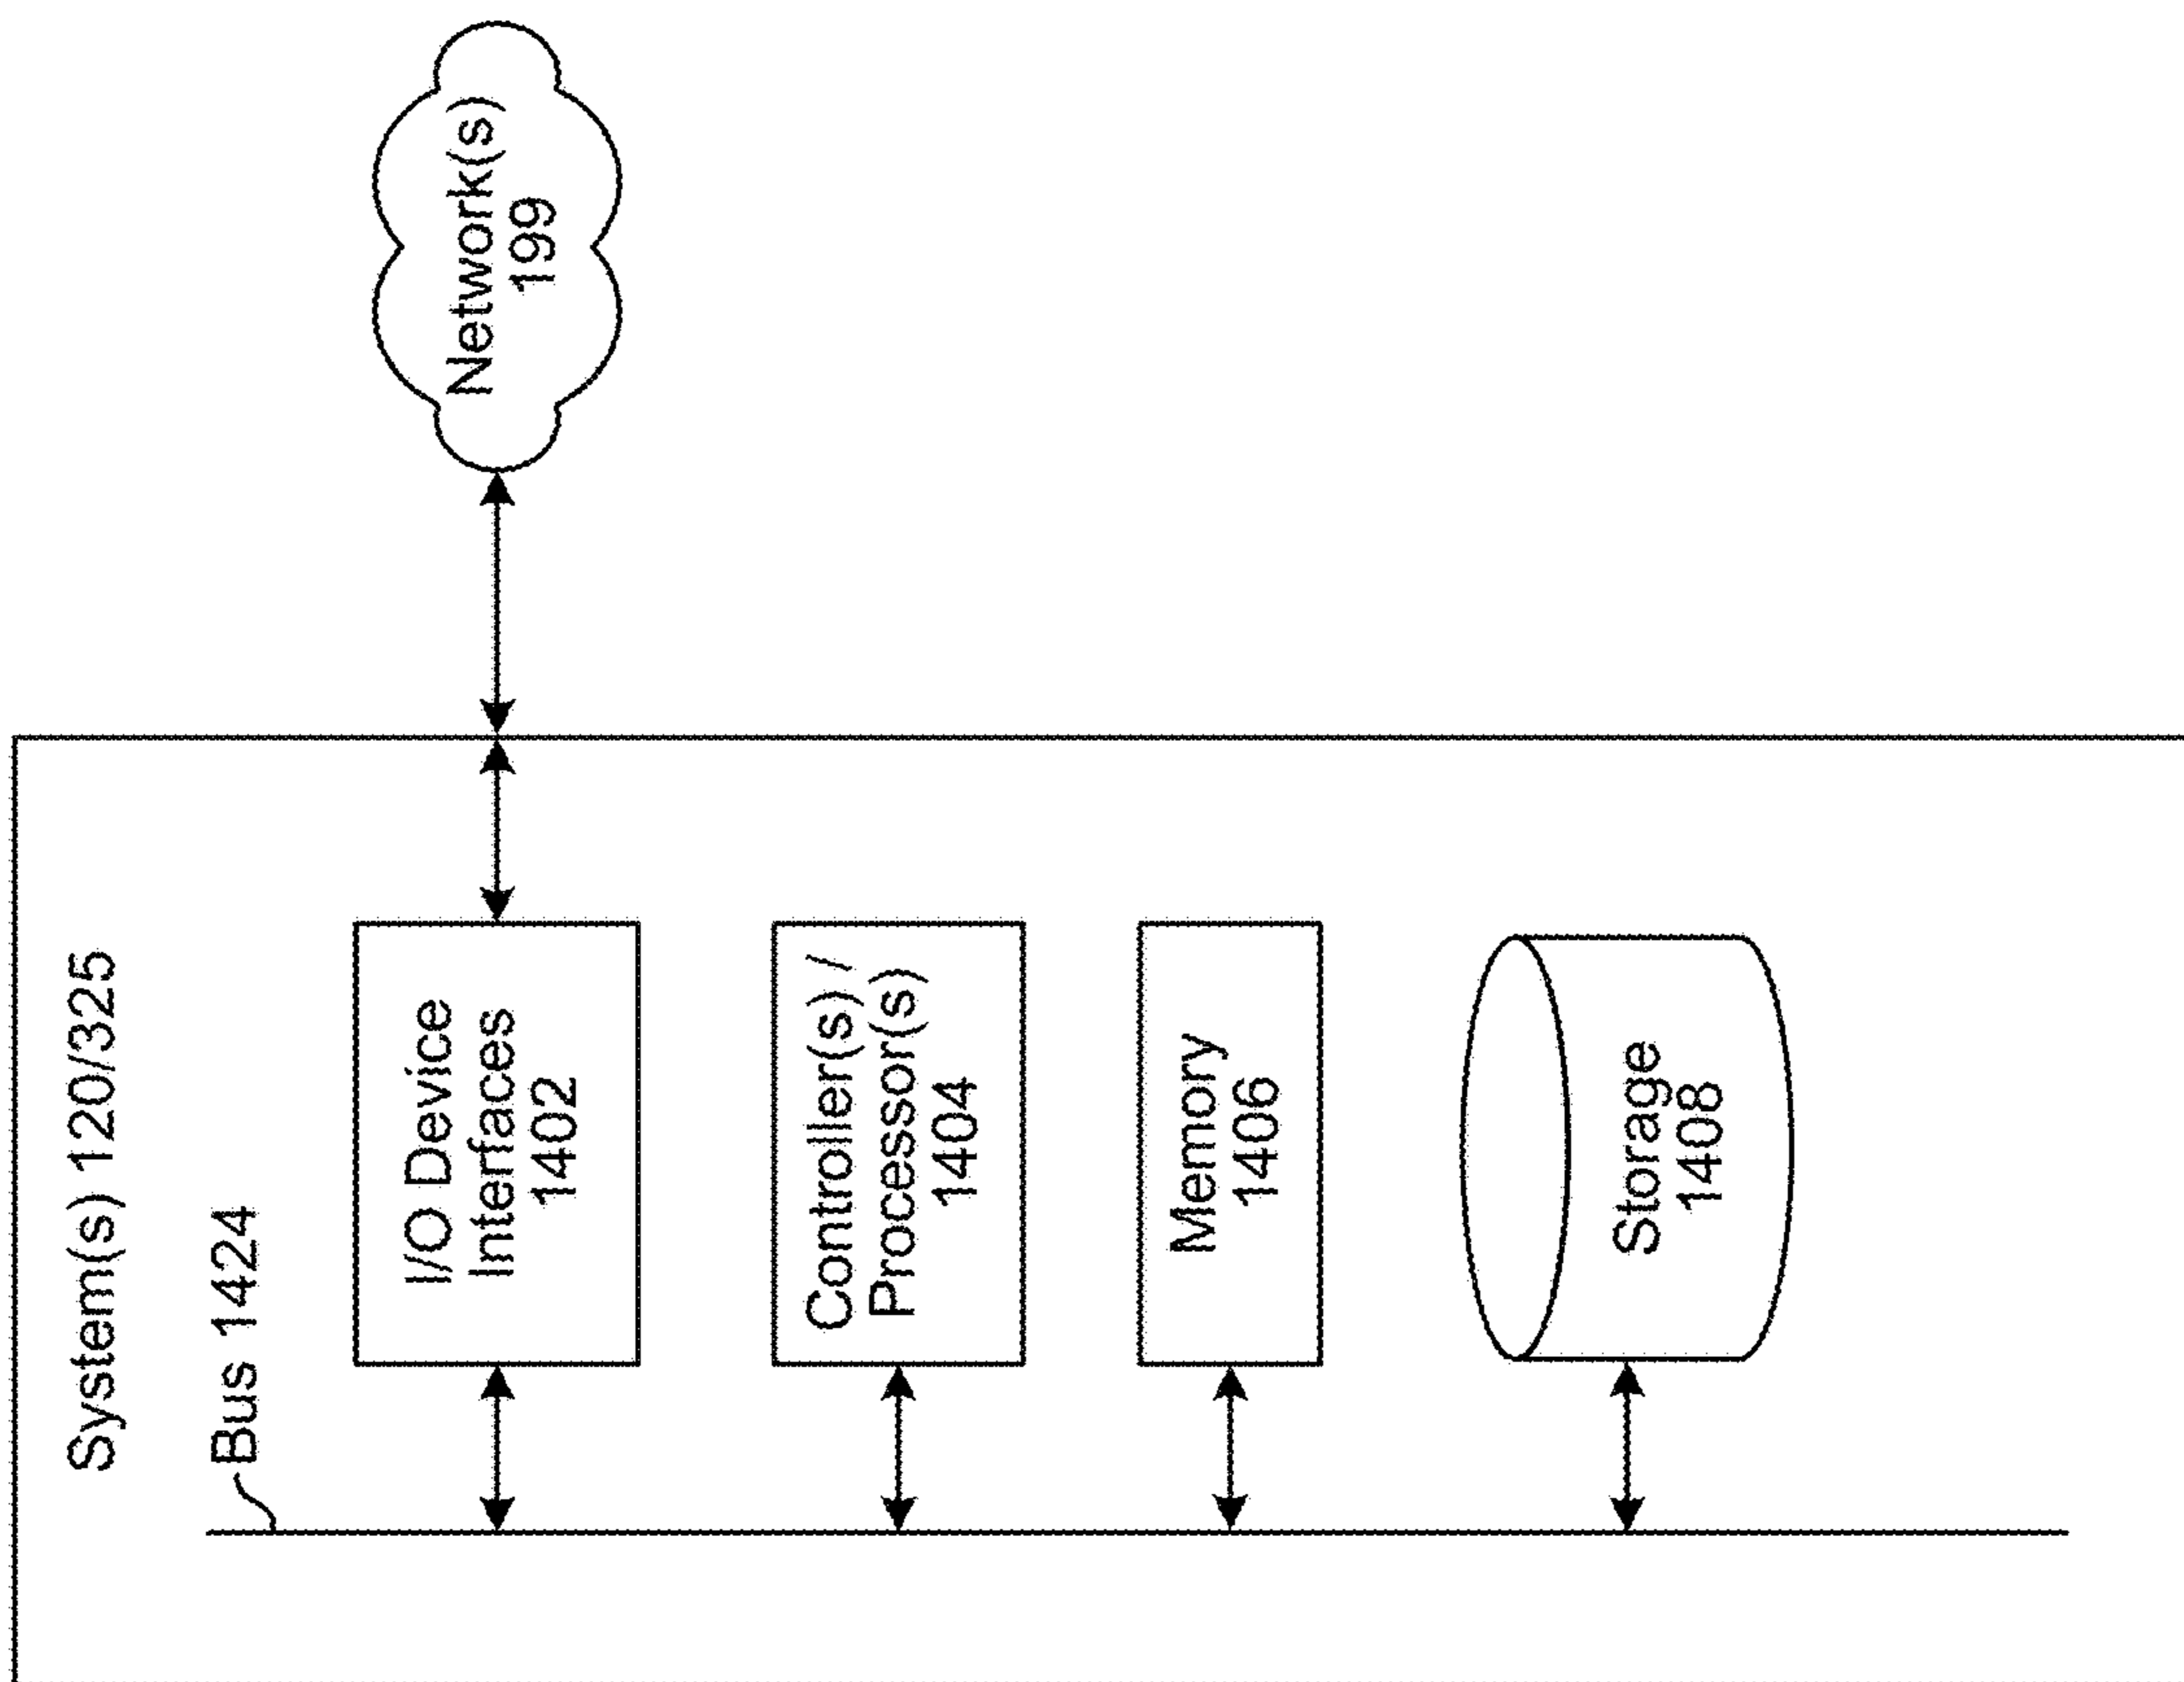 System(s) 120/325
Bus 1424
I/O Device
Interfaces
1402
Controller(s) /
Processor(s)
1404
Memory
1406
Storage
1408
Network(s)
199